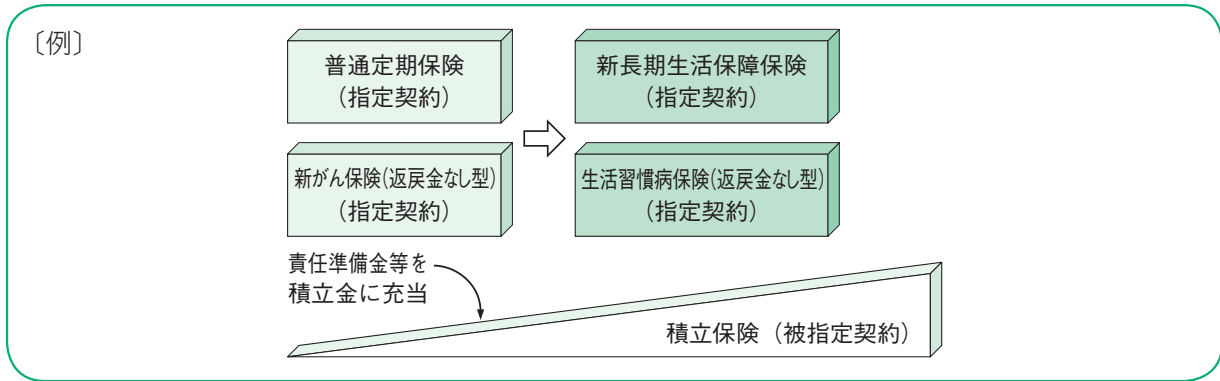 〔例〕
普通定期保険
（指定契約）
新長期生活保障保険
（指定契約）
新がん保険(返戻金なし型)
（指定契約）
生活習慣病保険(返戻金なし型)
（指定契約）
責任準備金等を
積立金に充当
積立保険（被指定契約）